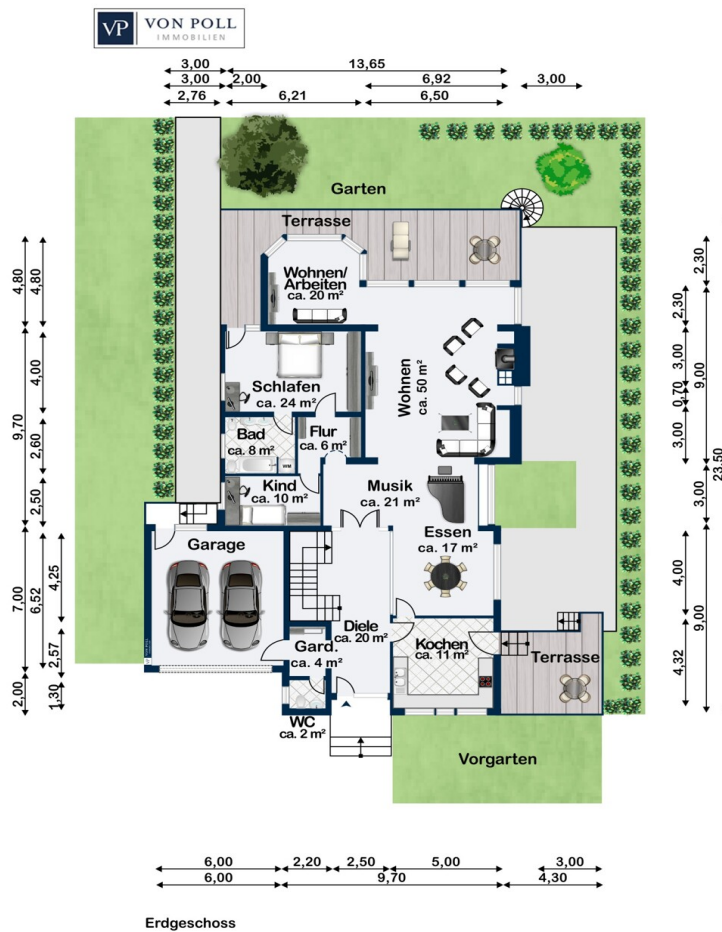 VP VON POLL
IMMOBILIEN
3,00 13,65
3,00 2,00 6,92 3,00
2,76 6,21 6,50
Garten
Terrasse
Wohnen/
Arbeiten
ca. 20 m²
Schlafen
ca. 24 m²
Wohnen
ca. 50 m²
Bad
ca. 8 m²
Flur
ca. 6 m²
WM
Kind
ca. 10 m²
Musik
ca. 21 m²
Essen
ca. 17 m²
Garage
Diele
ca. 20 m²
Gard.
ca. 4 m²
Kochen
ca. 11 m²
Terrasse
WC
ca. 2 m²
Vorgarten
4,80
9,70
7,00
2,00
4,80
4,00
2,60
2,50
6,52
4,25
2,57
1,30
2,30
3,00
0,70
3,00
4,00
4,32
2,30
9,00
3,00
9,00
23,50
6,00 2,20 2,50 5,00 3,00
6,00 9,70 4,30
Erdgeschoss